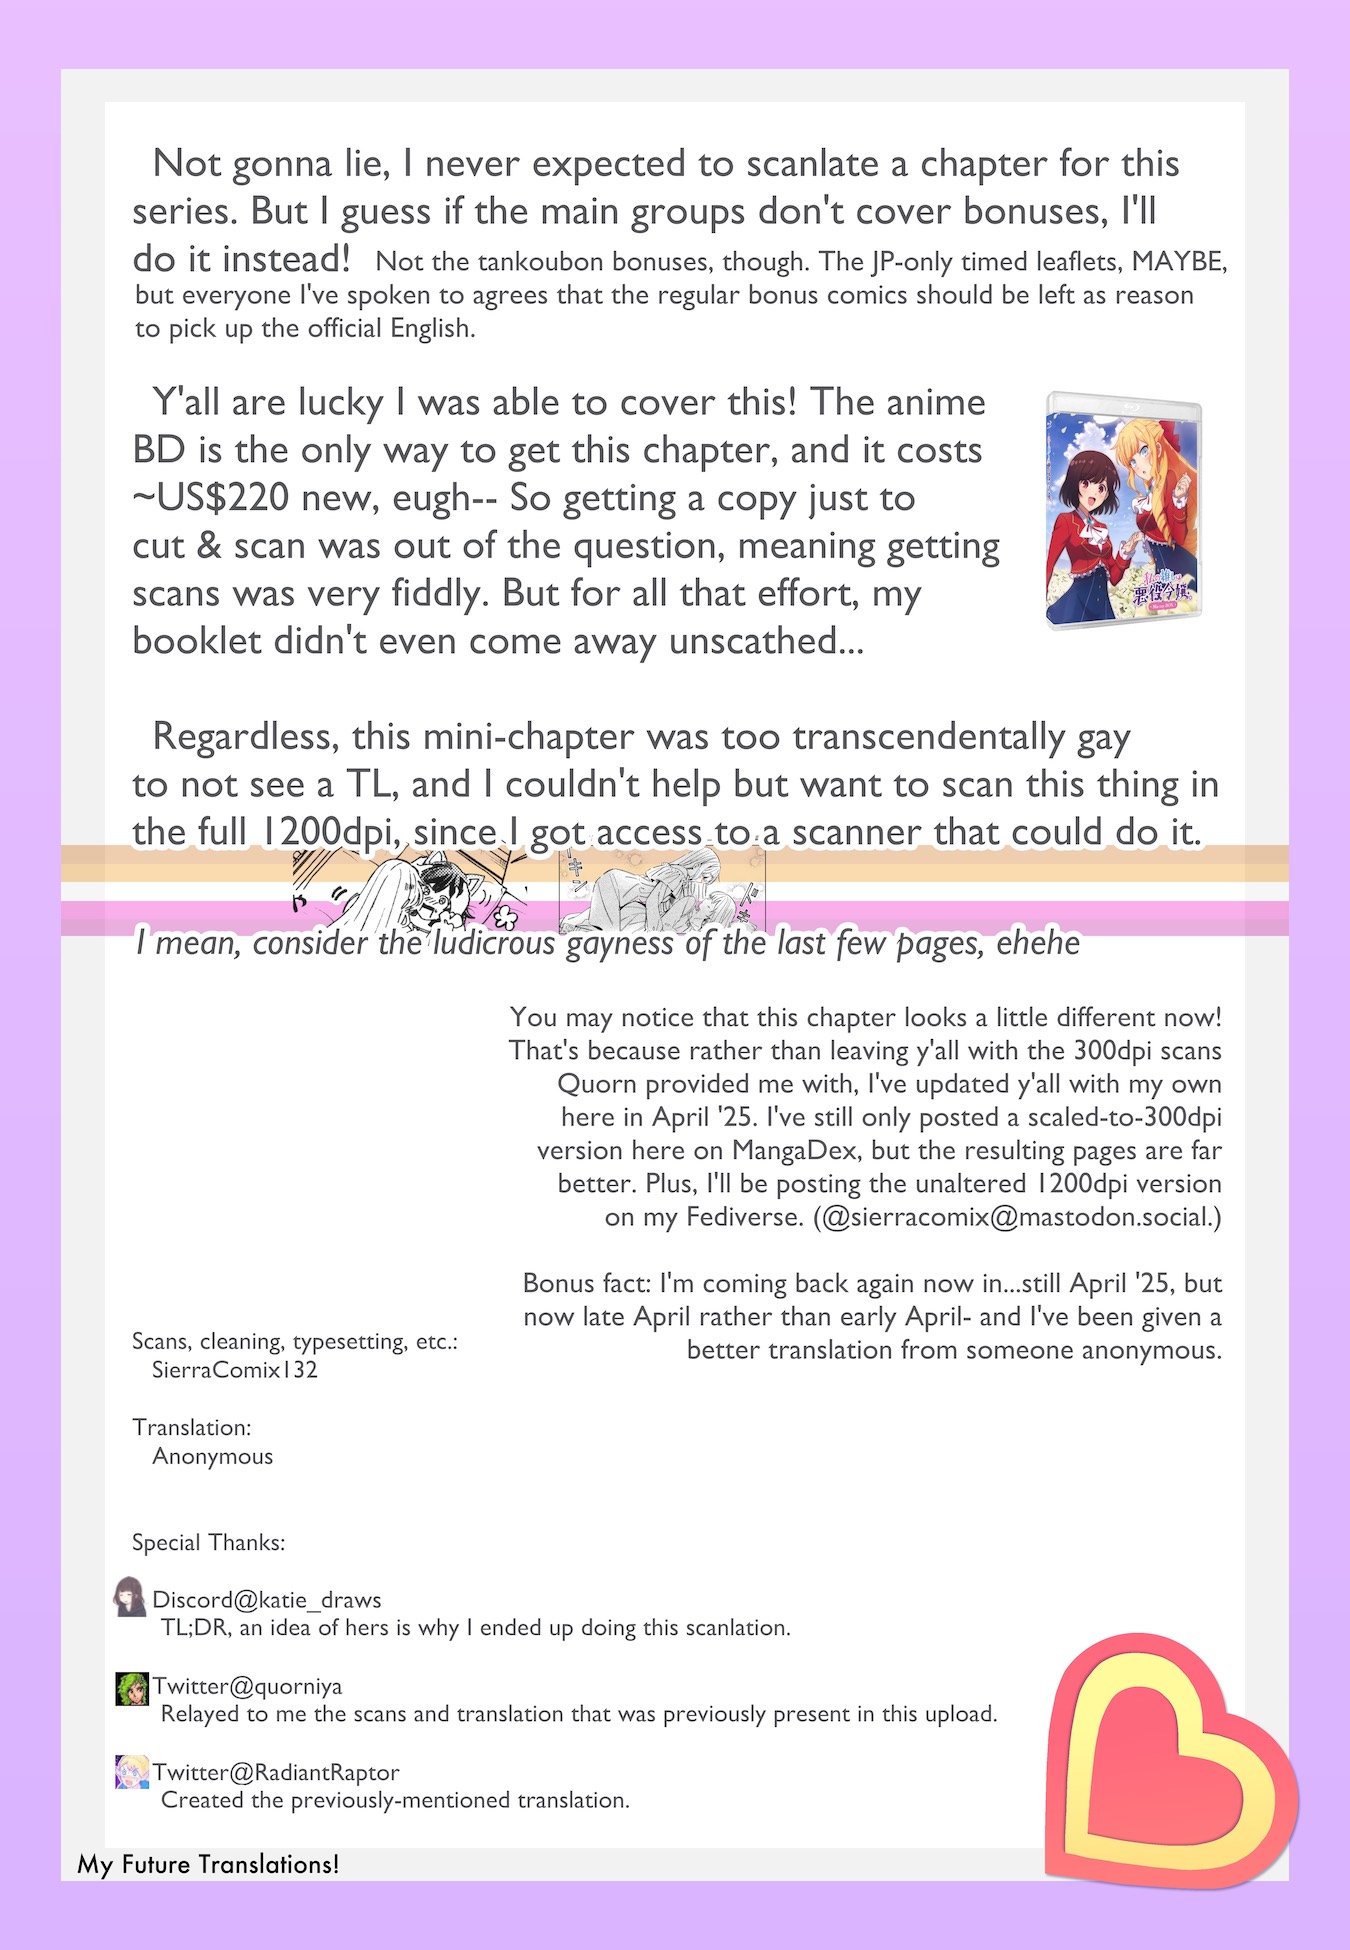 Not gonna lie, I never expected to scanlate a chapter for this
series. But I guess if the main groups don't cover bonuses, I'll
do it instead! Not the tankoubon bonuses, though. The JP-only timed leaflets, MAYBE,
but everyone I've spoken to agrees that the regular bonus comics should be left as reason
to pick up the official English.
Y'all are lucky I was able to cover this! The anime
BD is the only way to get this chapter, and it costs
~US$220 new, eugh-- So getting a copy just to
cut & scan was out of the question, meaning getting
scans was very fiddly. But for all that effort, my
booklet didn't even come away unscathed...
私の推しは
悪役令嬢。
Regardless, this mini-chapter was too transcendentally gay
to not see a TL, and I couldn't help but want to scan this thing in
the full 1200dpi, since I got access to a scanner that could do it.
I mean, consider the ludicrous gayness of the last few pages, ehehe
You may notice that this chapter looks a little different now!
That's because rather than leaving y'all with the 300dpi scans
Quorn provided me with, I've updated y'all with my own
here in April '25. I've still only posted a scaled-to-300dpi
version here on MangaDex, but the resulting pages are far
better. Plus, I'll be posting the unaltered 1200dpi version
on my Fediverse. (@sierracomix@mastodon.social.)
Bonus fact: I'm coming back again now in...still April '25, but
now late April rather than early April- and I've been given a
better translation from someone anonymous.
Scans, cleaning, typesetting, etc.:
SierraComix132
Translation:
Anonymous
Special Thanks:
Discord@katie_draws
TL;DR, an idea of hers is why I ended up doing this scanlation.
Twitter@quorniya
Relayed to me the scans and translation that was previously present in this upload.
Twitter@RadiantRaptor
Created the previously-mentioned translation.
My Future Translations!